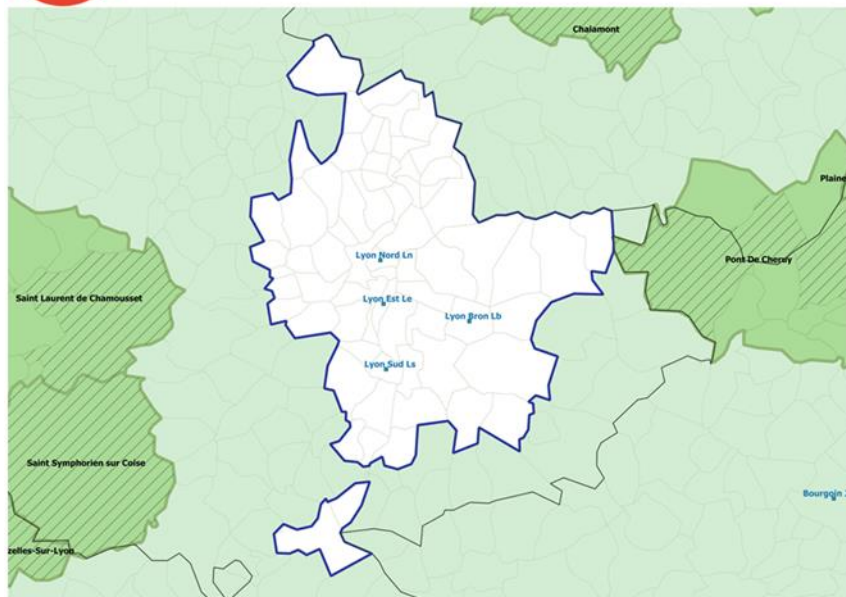 Chalamont
Plaine
Lyon Nord Ln
Pont De Cheruy
Saint Laurent de Chamousset
Lyon Est Le
Lyon Bron Lb
Lyon Sud Ls
Saint Symphorien sur Coise
Bourgoin
zelles-Sur-Lyon